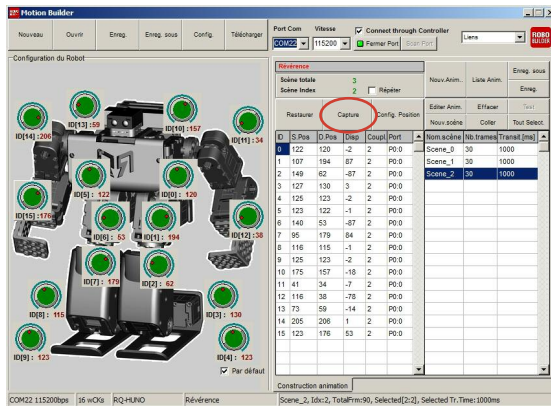 Motion Builder
Nouveau Ouvrir Enreg. Enreg. sous Config. Télécharger
Port Com Vitesse Connect through Controller
COM22 115200 Fermer Port Scan Port Liens ROBO BUILDER
Configuration du Robot
ID[14] :206 ID[13] :59 ID[10] :157 ID[11] :34
ID[5] : 122 ID[0] : 120
ID[15] :176 ID[6] : 53 ID[1] : 194 ID[12] :38
ID[7] : 179 ID[2] : 62
ID[8] : 115 ID[3] : 130
ID[9] : 123 ID[4] : 123
Par défaut
Révérence
Scène totale 3
Scène Index 2 Répéter
Restaurer Capture Config. Position
Nouv.Anim. Liste Anim. Enreg. sous
Enreg.
Editer Anim. Effacer Test
Nouv.scène Coller Tout Select.
ID S.Pos D.Pos Disp. Coupl. Port
0 122 120 -2 2 P0:0
1 107 194 87 2 P0:0
2 149 62 -87 2 P0:0
3 127 130 3 2 P0:0
4 125 123 -2 2 P0:0
5 123 122 -1 2 P0:0
6 140 53 -87 2 P0:0
7 95 179 84 2 P0:0
8 116 115 -1 2 P0:0
9 125 123 -2 2 P0:0
10 175 157 -18 2 P0:0
11 41 34 -7 2 P0:0
12 116 38 -78 2 P0:0
13 73 59 -14 2 P0:0
14 205 206 1 2 P0:0
15 123 176 53 2 P0:0
Nom.scène Nb.trames Transit.[ms]
Scene_0 30 1000
Scene_1 30 1000
Scene_2 30 1000
Construction animation
COM22 115200bps 16 wCKs RQ-HUNO Révérence Scene_2, Idx:2, TotalFrm:90, Selected[2:2], Selected Tr.Time:1000ms